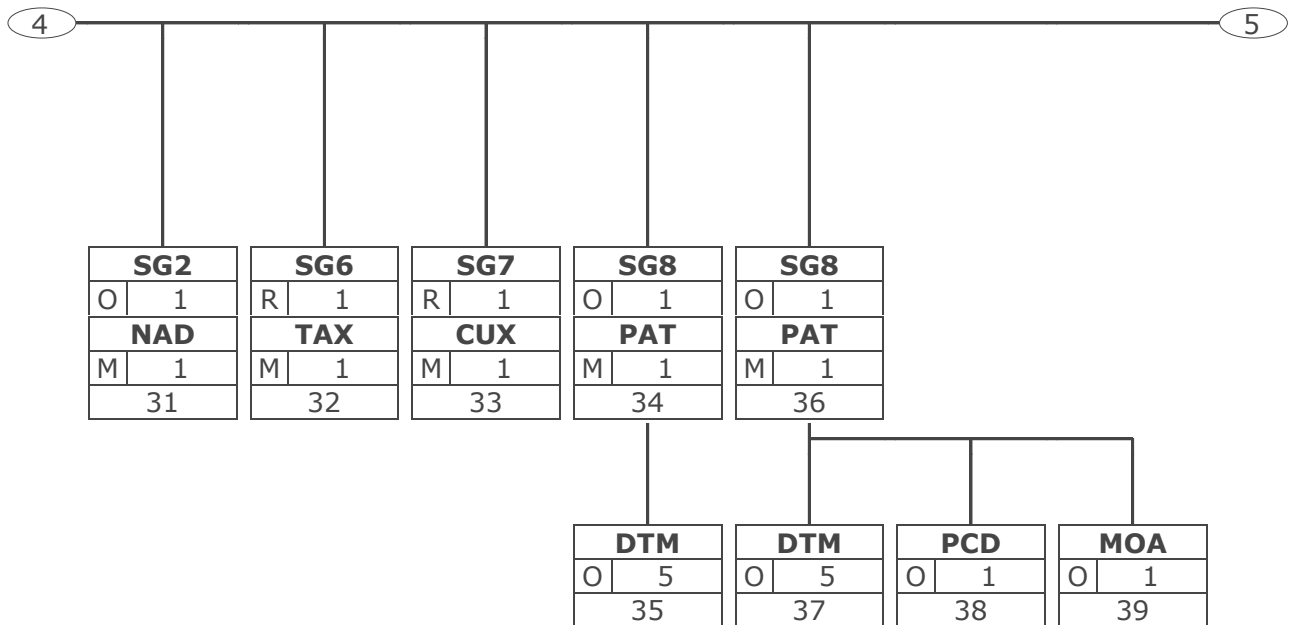 4 5
SG2 SG6 SG7 SG8 SG8
O 1 R 1 R 1 O 1 O 1
NAD TAX CUX PAT PAT
M 1 M 1 M 1 M 1 M 1
31 32 33 34 36
DTM DTM PCD MOA
O 5 O 5 O 1 O 1
35 37 38 39